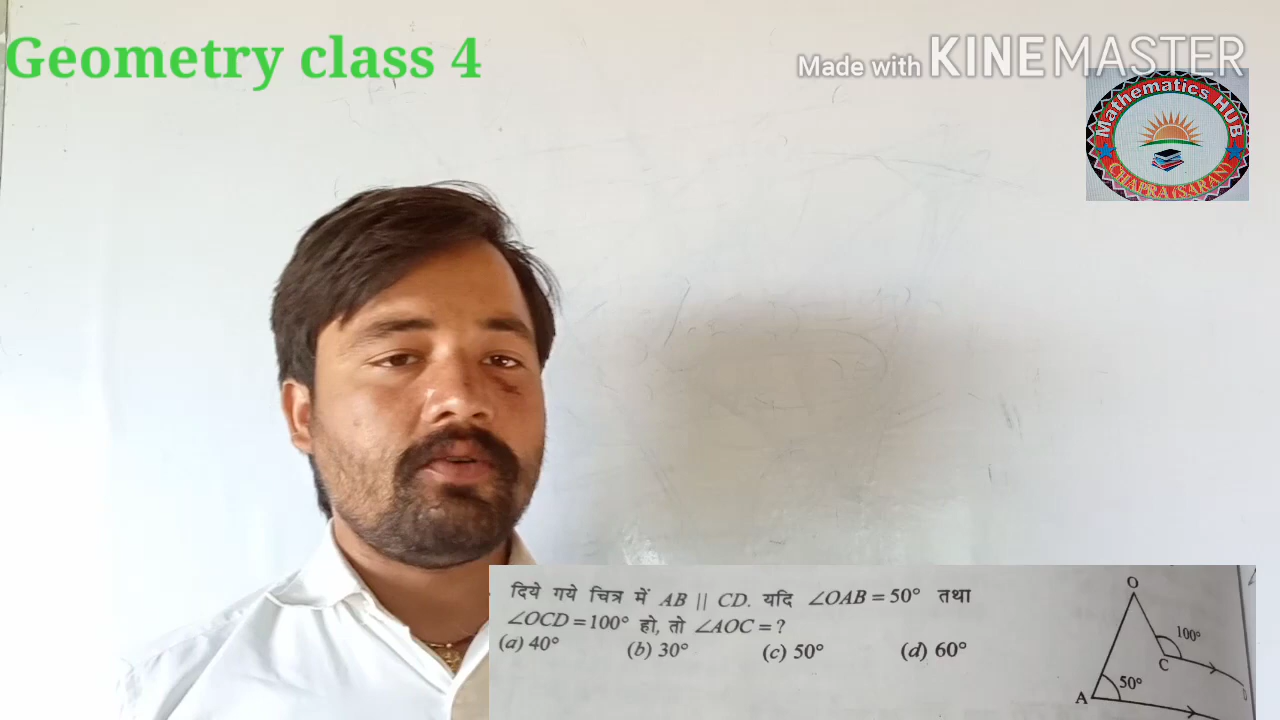 Geometry class 4
Made with KINEMASTER
Mathematics HUB
CHAPRA (SARAN)
दिये गये चित्र में AB || CD. यदि ∠OAB = 50° तथा
∠OCD = 100° हो, तो ∠AOC = ?
(a) 40° (b) 30° (c) 50° (d) 60°
O
100°
C
50°
A